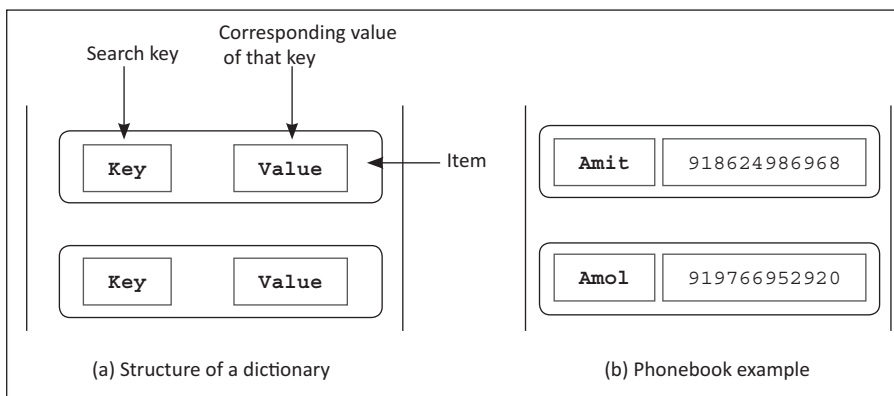 Corresponding value
of that key
Search key
Key Value
Item
Key Value
(a) Structure of a dictionary
Amit 918624986968
Amol 919766952920
(b) Phonebook example